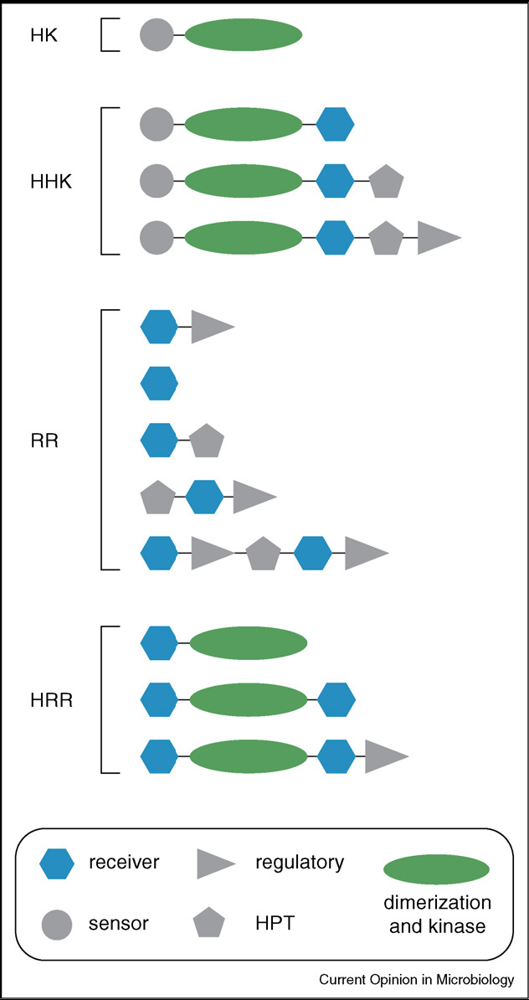 HK
HHK
RR
HRR
receiver
regulatory
sensor
HPT
dimerization
and kinase
Current Opinion in Microbiology